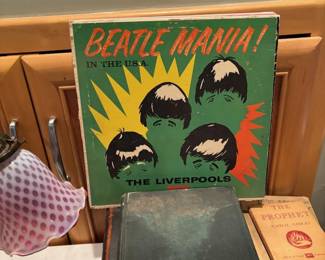 BEATLE MANIA!
IN THE U.S.A.
THE LIVERPOOLS
THE
PROPHET